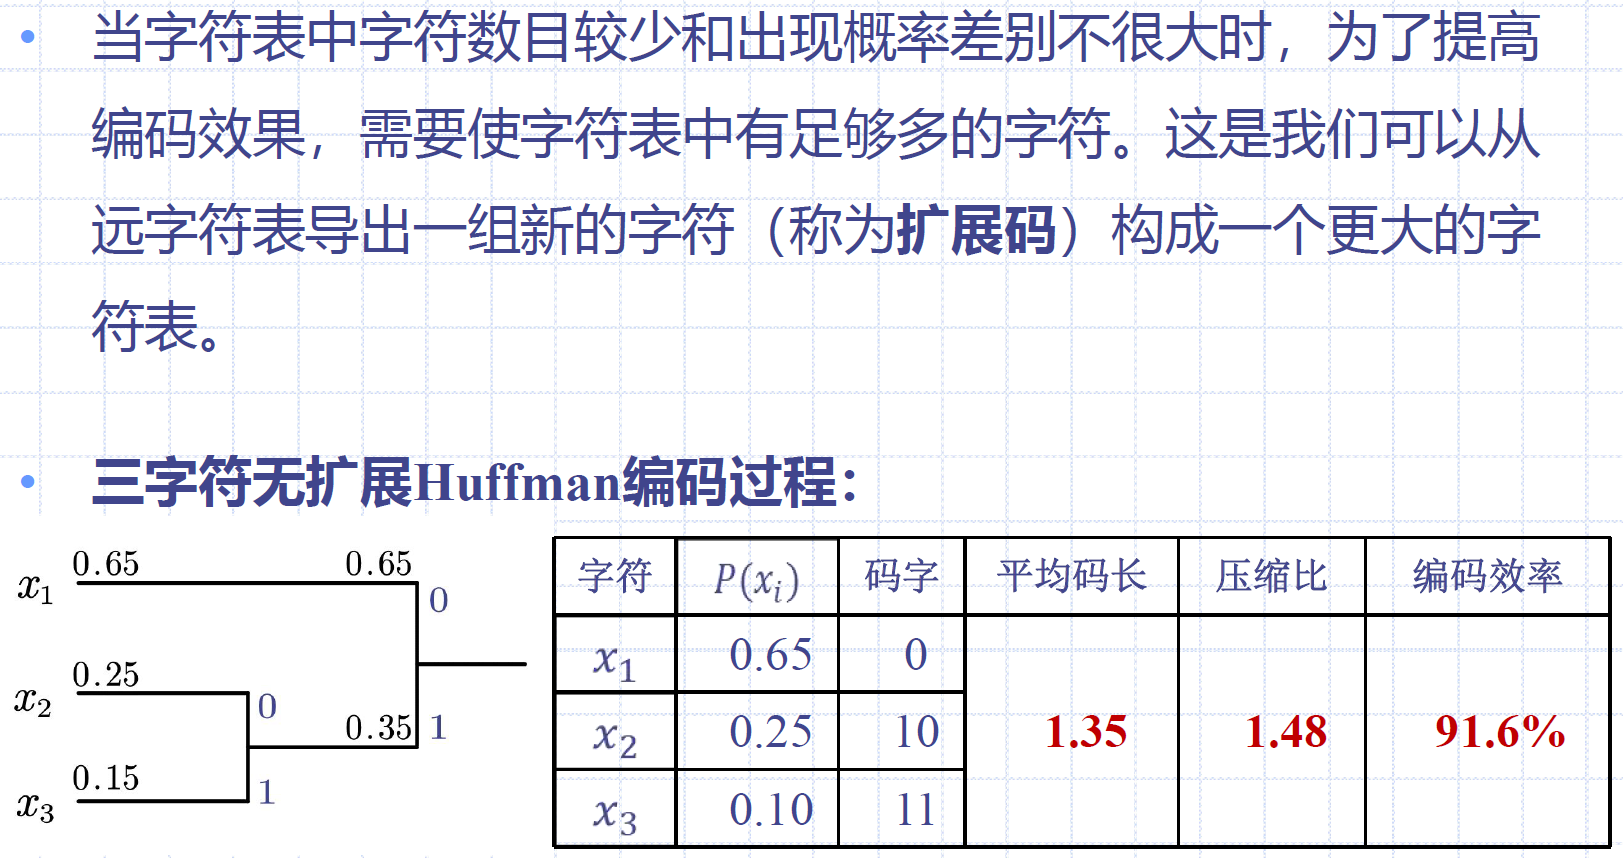 当字符表中字符数目较少和出现概率差别不很大时，为了提高
编码效果，需要使字符表中有足够多的字符。这是我们可以从
远字符表导出一组新的字符（称为扩展码）构成一个更大的字
符表。
三字符无扩展Huffman编码过程：
x₁ 0.65 0.65 0
x₂ 0.25 0
0.35 1
x₃ 0.15 1
字符 P(xᵢ) 码字 平均码长 压缩比 编码效率
x₁ 0.65 0
x₂ 0.25 10 1.35 1.48 91.6%
x₃ 0.10 11